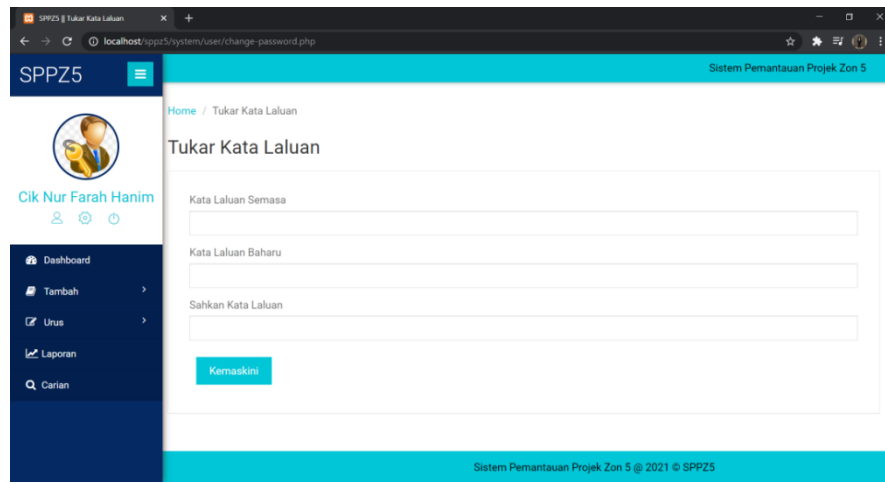 SPPZ5 || Tukar Kata Laluan
localhost/sppz5/system/user/change-password.php
SPPZ5
Sistem Pemantauan Projek Zon 5
Home / Tukar Kata Laluan
Tukar Kata Laluan
Cik Nur Farah Hanim
Kata Laluan Semasa
Kata Laluan Baharu
Sahkan Kata Laluan
Kemaskini
Dashboard
Tambah
Urus
Laporan
Carian
Sistem Pemantauan Projek Zon 5 @ 2021 © SPPZ5